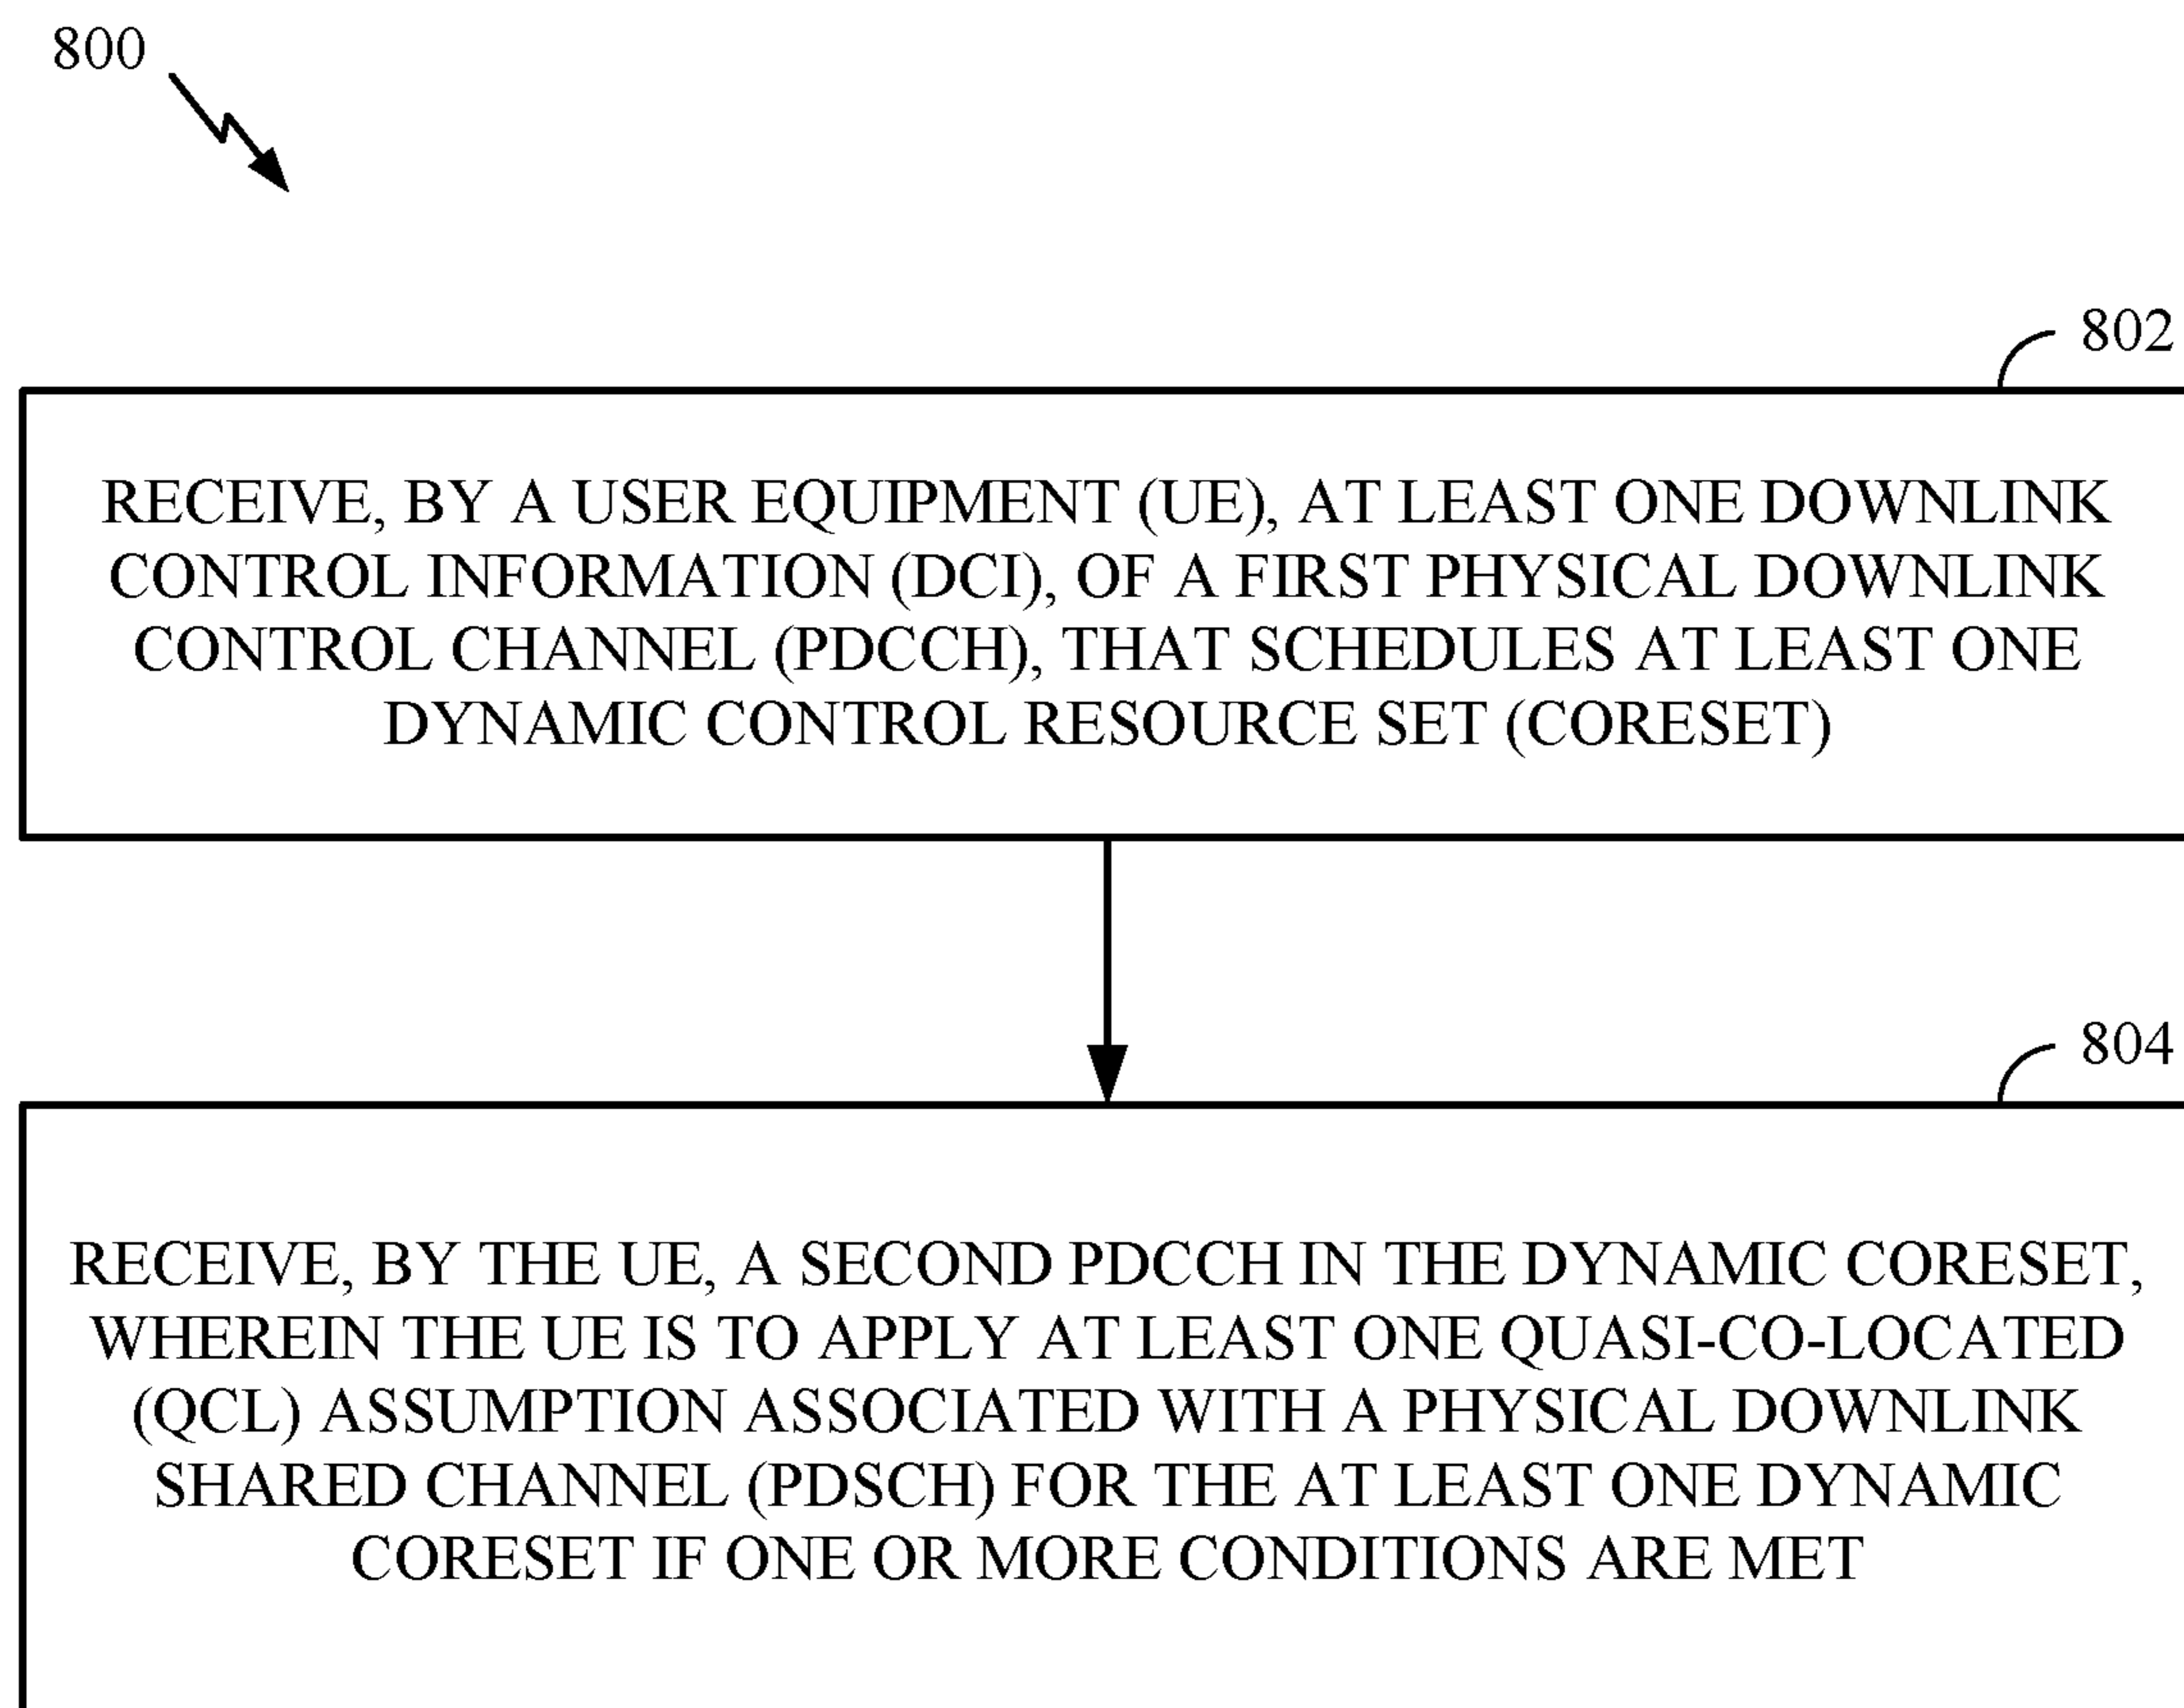 800
802
RECEIVE, BY A USER EQUIPMENT (UE), AT LEAST ONE DOWNLINK
CONTROL INFORMATION (DCI), OF A FIRST PHYSICAL DOWNLINK
CONTROL CHANNEL (PDCCH), THAT SCHEDULES AT LEAST ONE
DYNAMIC CONTROL RESOURCE SET (CORESET)
804
RECEIVE, BY THE UE, A SECOND PDCCH IN THE DYNAMIC CORESET,
WHEREIN THE UE IS TO APPLY AT LEAST ONE QUASI-CO-LOCATED
(QCL) ASSUMPTION ASSOCIATED WITH A PHYSICAL DOWNLINK
SHARED CHANNEL (PDSCH) FOR THE AT LEAST ONE DYNAMIC
CORESET IF ONE OR MORE CONDITIONS ARE MET